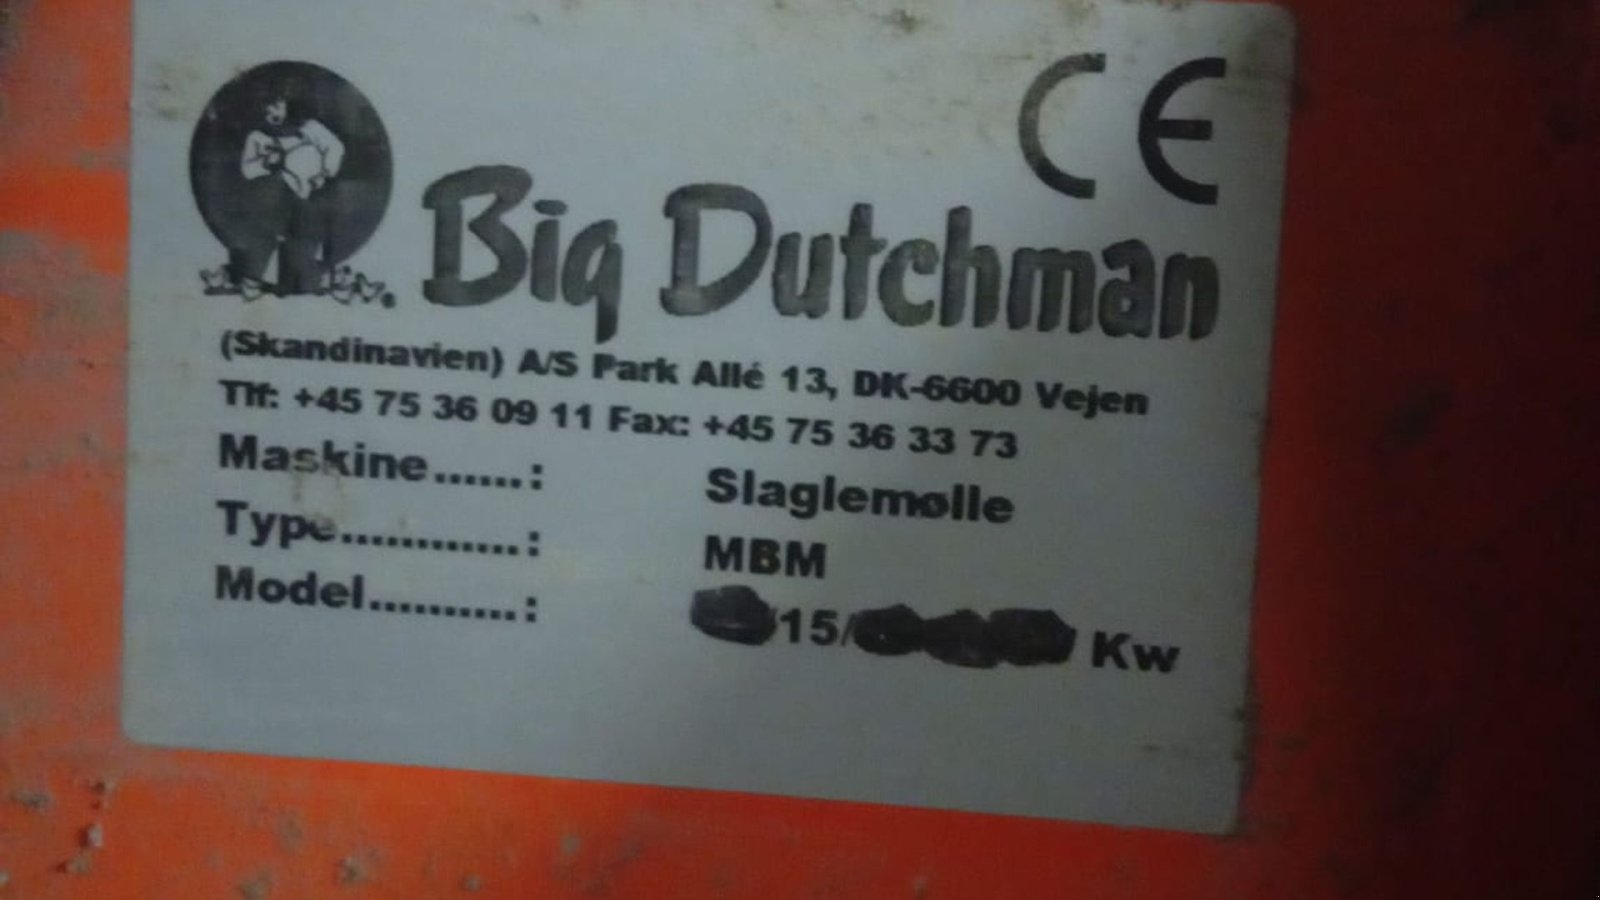 CE
Big Dutchman
(Skandinavien) A/S Park Allé 13, DK-6600 Vejen
Tlf: +45 75 36 09 11 Fax: +45 75 36 33 73
Maskine......: Slaglemølle
Type............: MBM
Model..........: /15/ Kw